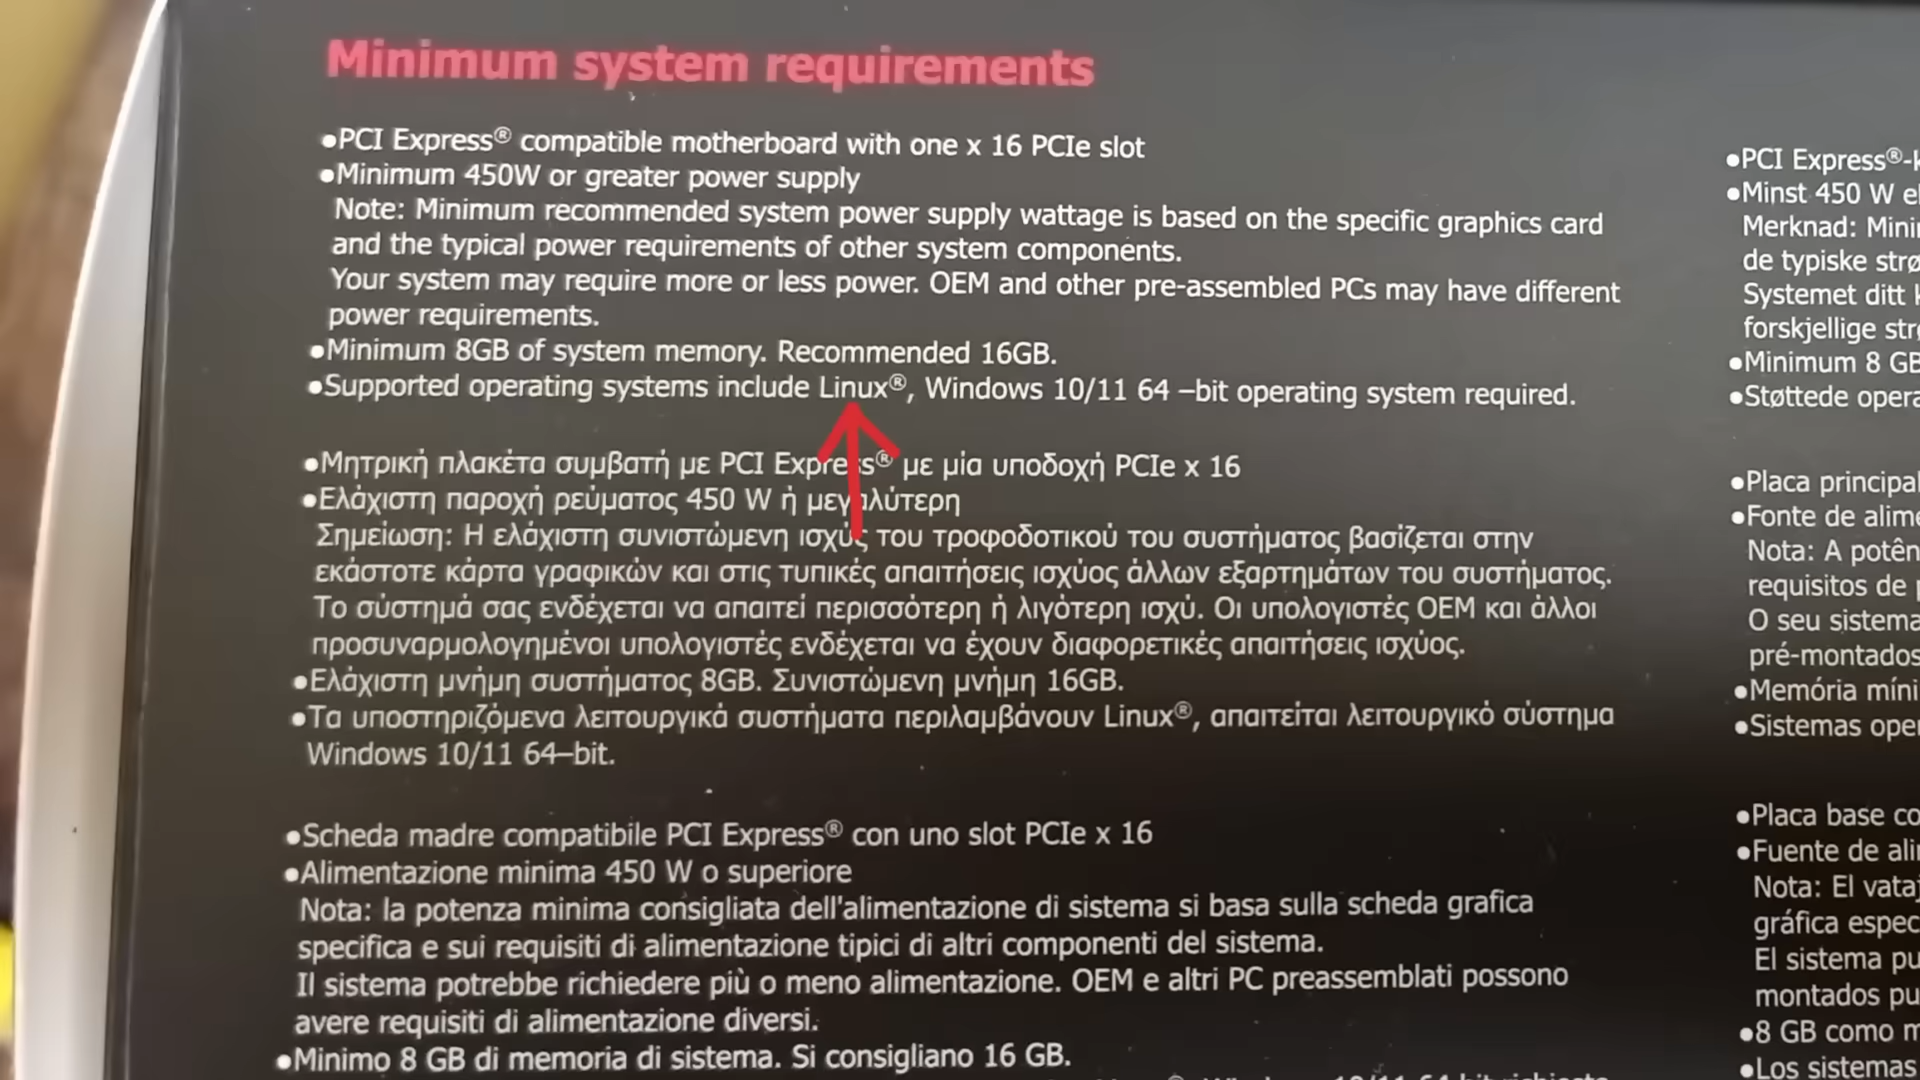 Minimum system requirements
●PCI Express® compatible motherboard with one x 16 PCIe slot
●Minimum 450W or greater power supply
Note: Minimum recommended system power supply wattage is based on the specific graphics card
and the typical power requirements of other system components.
Your system may require more or less power. OEM and other pre-assembled PCs may have different
power requirements.
●Minimum 8GB of system memory. Recommended 16GB.
●Supported operating systems include Linux®, Windows 10/11 64 –bit operating system required.
●Μητρική πλακέτα συμβατή με PCI Express® με μία υποδοχή PCIe x 16
●Ελάχιστη παροχή ρεύματος 450 W ή μεγαλύτερη
Σημείωση: Η ελάχιστη συνιστώμενη ισχύς του τροφοδοτικού του συστήματος βασίζεται στην
εκάστοτε κάρτα γραφικών και στις τυπικές απαιτήσεις ισχύος άλλων εξαρτημάτων του συστήματος.
Το σύστημά σας ενδέχεται να απαιτεί περισσότερη ή λιγότερη ισχύ. Οι υπολογιστές OEM και άλλοι
προσυναρμολογημένοι υπολογιστές ενδέχεται να έχουν διαφορετικές απαιτήσεις ισχύος.
●Ελάχιστη μνήμη συστήματος 8GB. Συνιστώμενη μνήμη 16GB.
●Τα υποστηριζόμενα λειτουργικά συστήματα περιλαμβάνουν Linux®, απαιτείται λειτουργικό σύστημα
Windows 10/11 64–bit.
●Scheda madre compatibile PCI Express® con uno slot PCIe x 16
●Alimentazione minima 450 W o superiore
Nota: la potenza minima consigliata dell'alimentazione di sistema si basa sulla scheda grafica
specifica e sui requisiti di alimentazione tipici di altri componenti del sistema.
Il sistema potrebbe richiedere più o meno alimentazione. OEM e altri PC preassemblati possono
avere requisiti di alimentazione diversi.
●Minimo 8 GB di memoria di sistema. Si consigliano 16 GB.
●PCI Express®-
●Minst 450 W
Merknad:
de typiske
Systemet ditt
forskjellige
●Minimum 8 GB
●Støttede
●Placa principal
●Fonte de
Nota: A
requisitos de
O seu sistema
pré-montados
●Memória
●Sistemas
●Placa base
●Fuente de
Nota: El
gráfica
El sistema
montados
●8 GB como
●Los sistemas